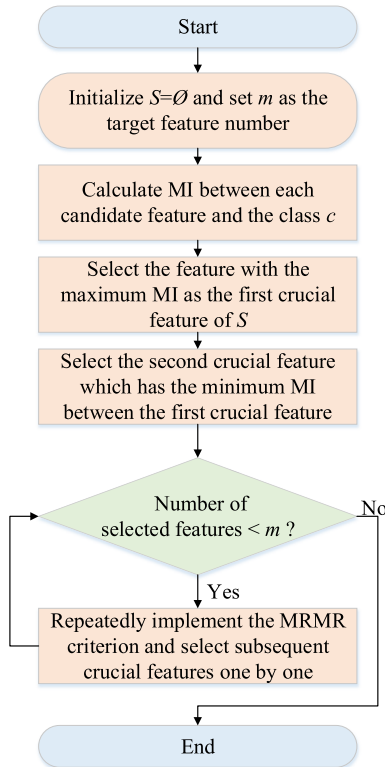 Start
Initialize S=Ø and set m as the
target feature number
Calculate MI between each
candidate feature and the class c
Select the feature with the
maximum MI as the first crucial
feature of S
Select the second crucial feature
which has the minimum MI
between the first crucial feature
Number of
selected features < m ?
No
Yes
Repeatedly implement the MRMR
criterion and select subsequent
crucial features one by one
End